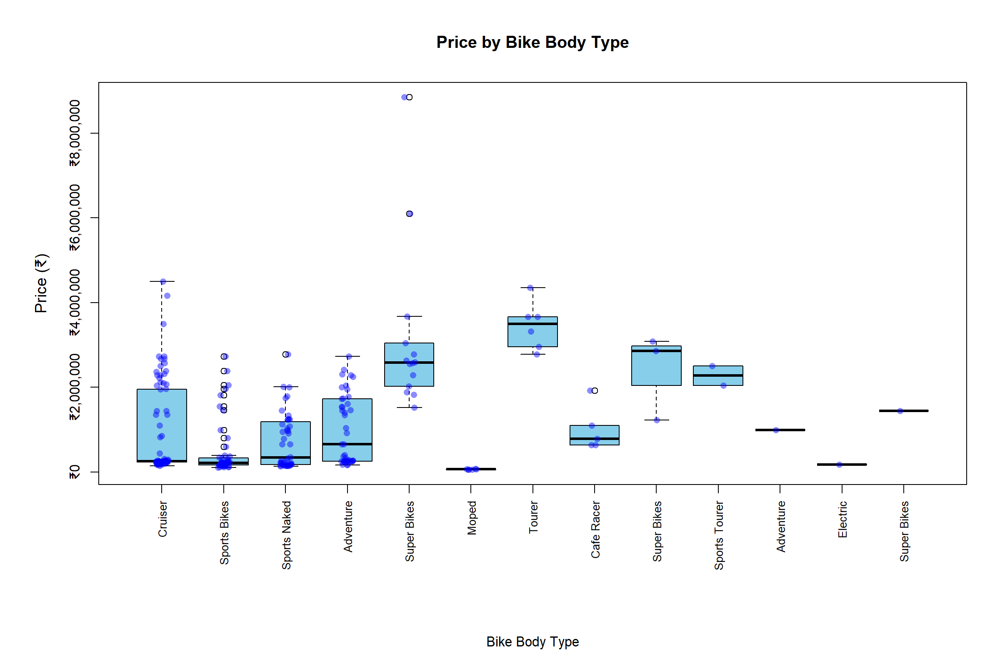 Price by Bike Body Type
Price (₹)
₹8,000,000
₹6,000,000
₹4,000,000
₹2,000,000
₹0
Cruiser
Sports Bikes
Sports Naked
Adventure
Super Bikes
Moped
Tourer
Cafe Racer
Super Bikes
Sports Tourer
Adventure
Electric
Super Bikes
Bike Body Type